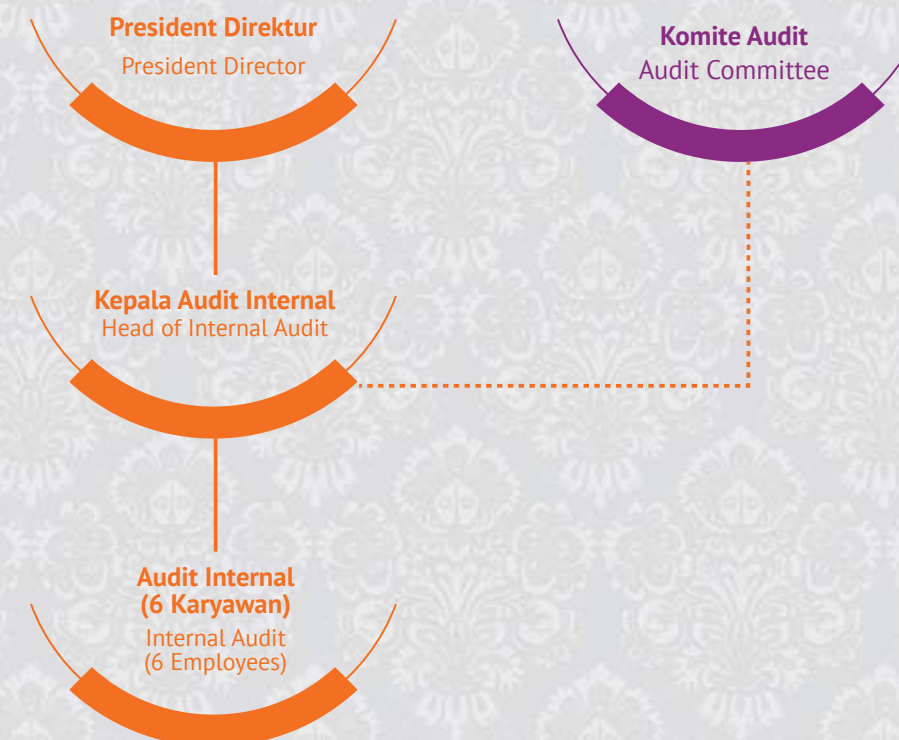 President Direktur
President Director
Komite Audit
Audit Committee
Kepala Audit Internal
Head of Internal Audit
Audit Internal
(6 Karyawan)
Internal Audit
(6 Employees)